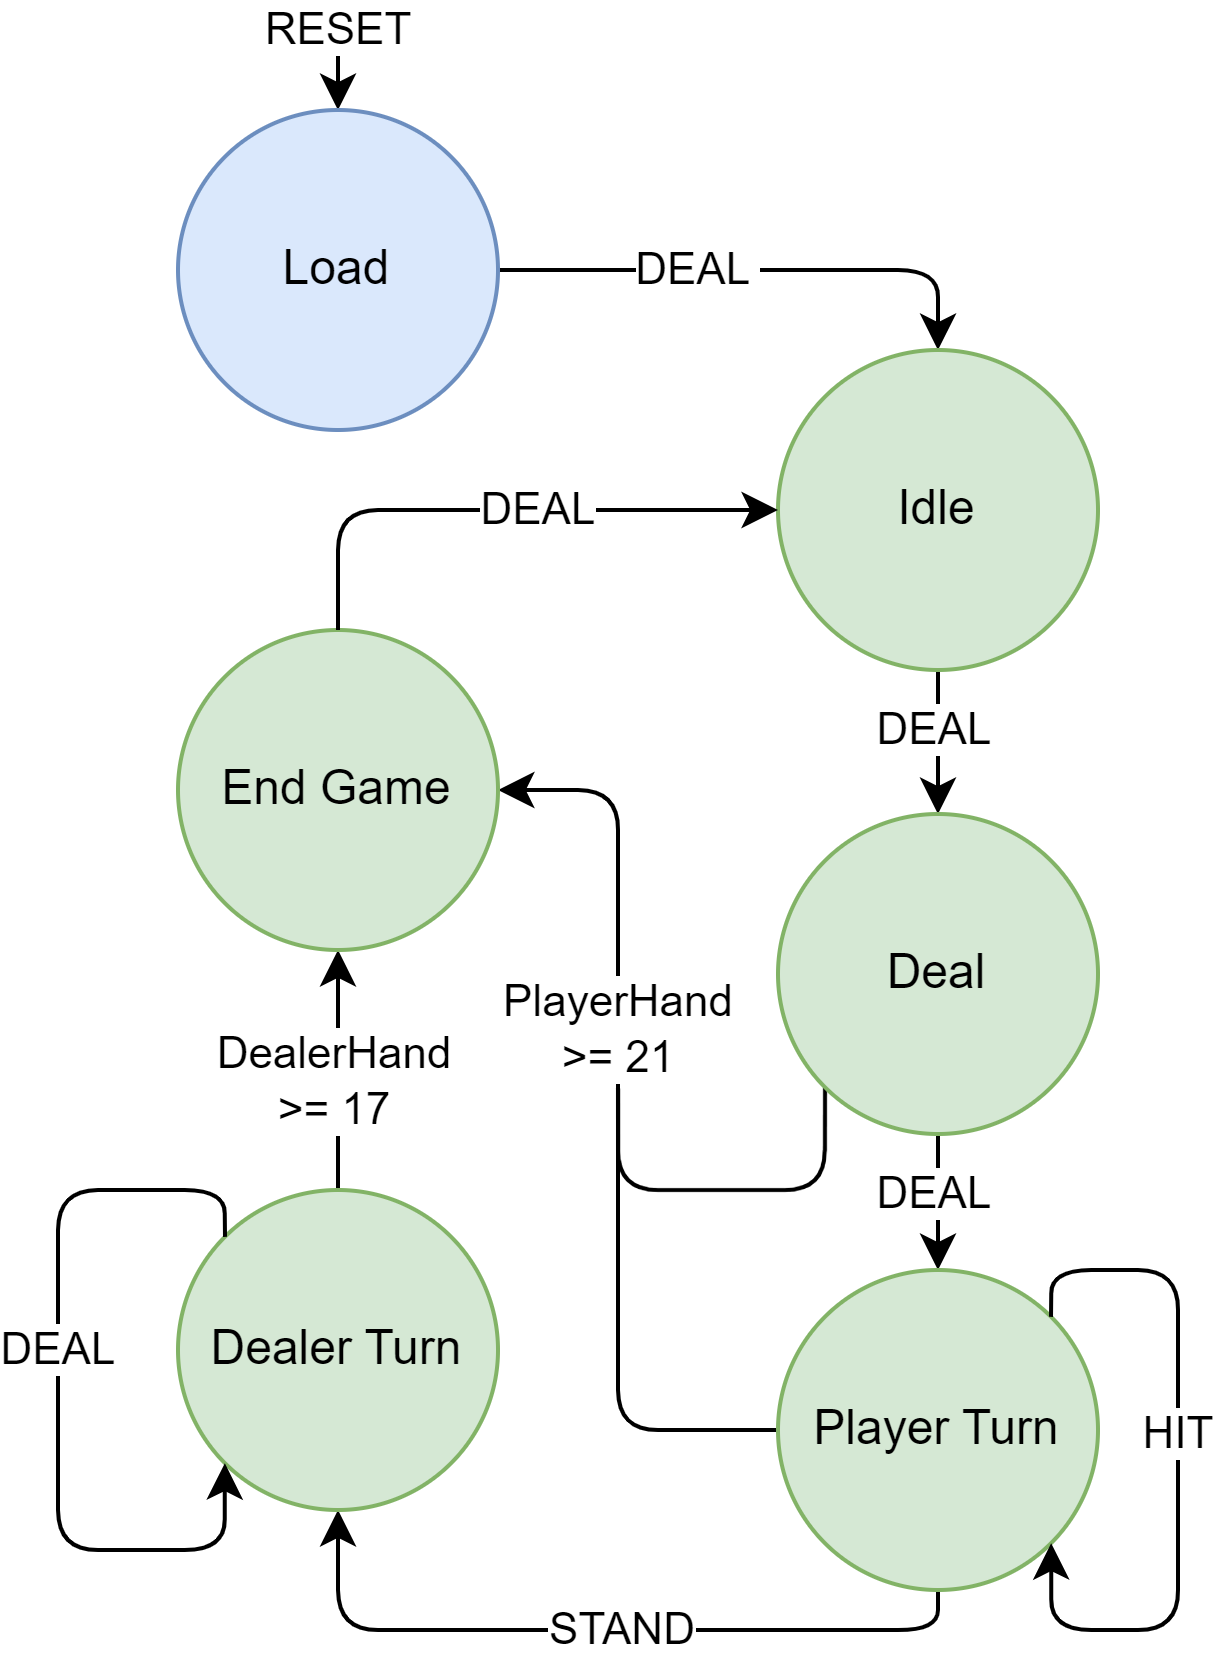 RESET
Load
DEAL
Idle
DEAL
DEAL
End Game
Deal
PlayerHand
>= 21
DealerHand
>= 17
DEAL
DEAL
Dealer Turn
Player Turn
HIT
STAND